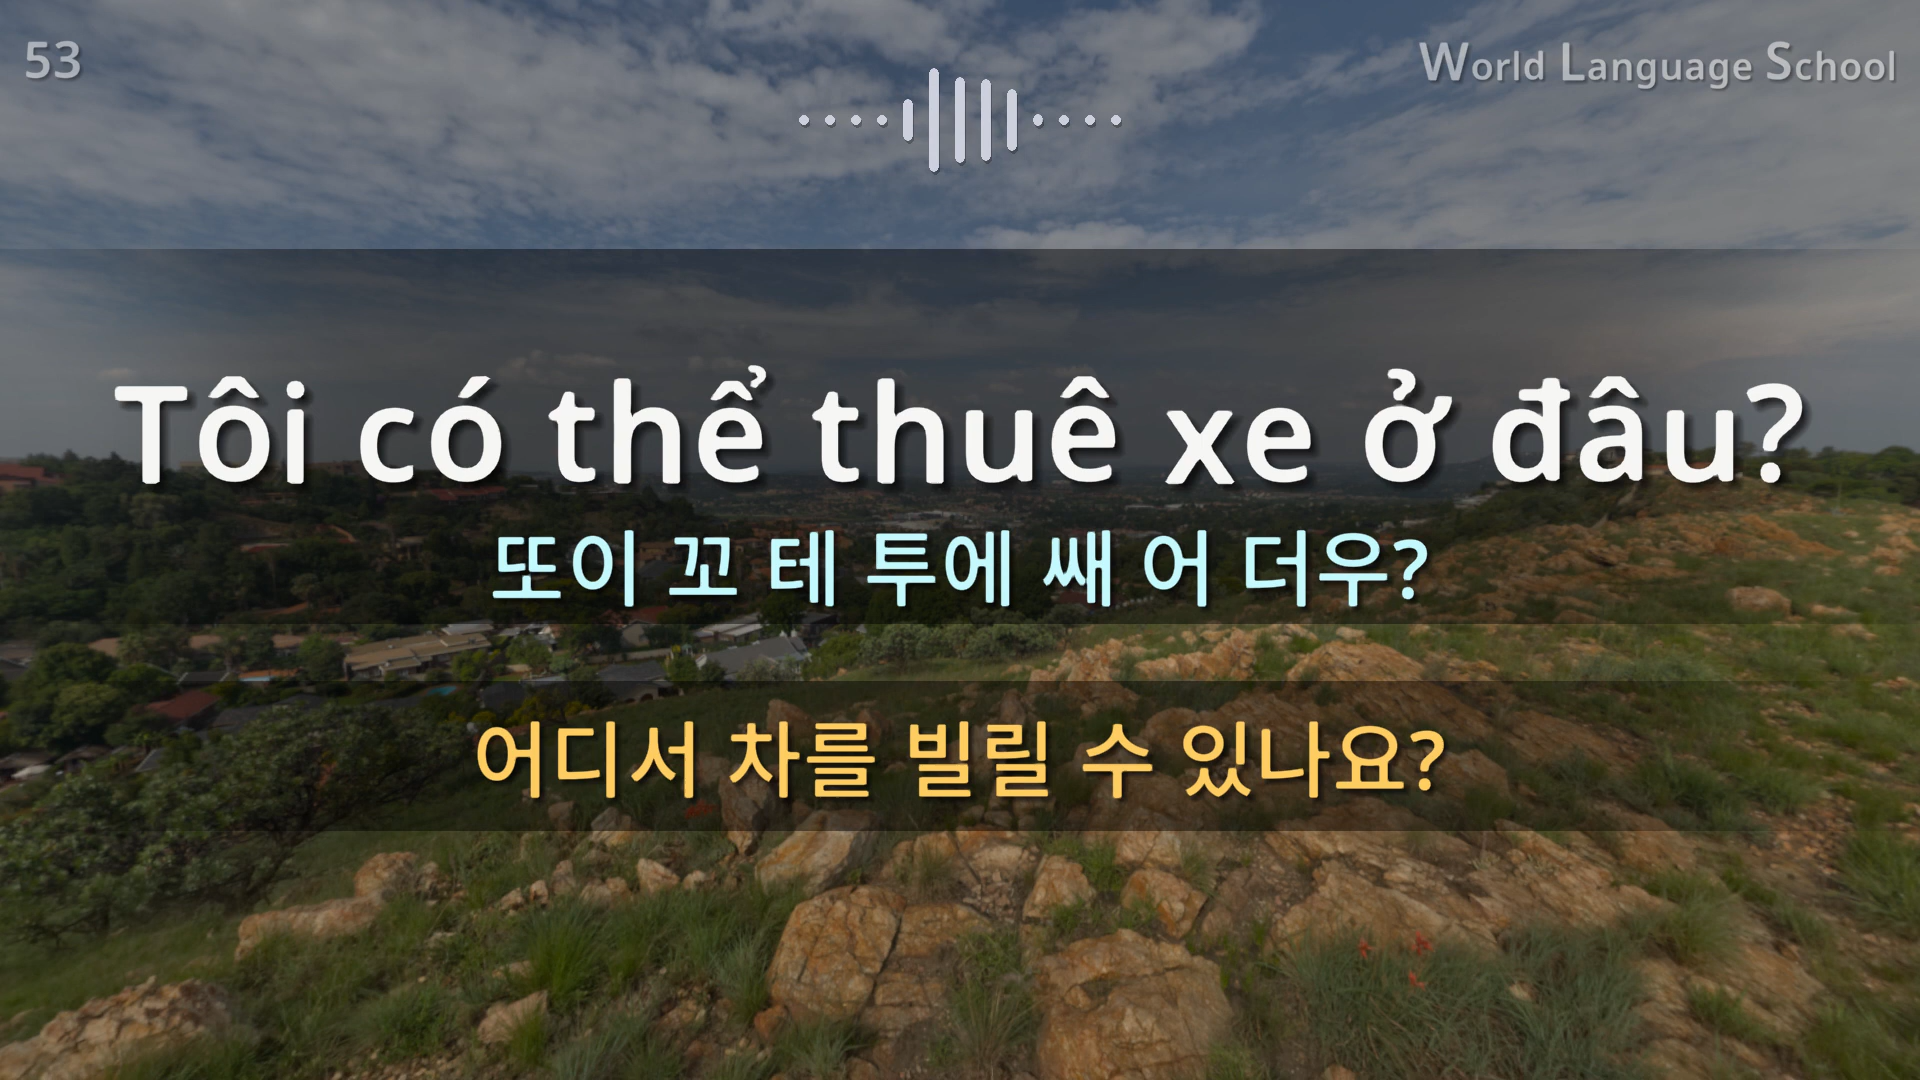 53
World Language School
Tôi có thể thuê xe ở đâu?
또이 꼬 테 투에 쌔 어 더우?
어디서 차를 빌릴 수 있나요?